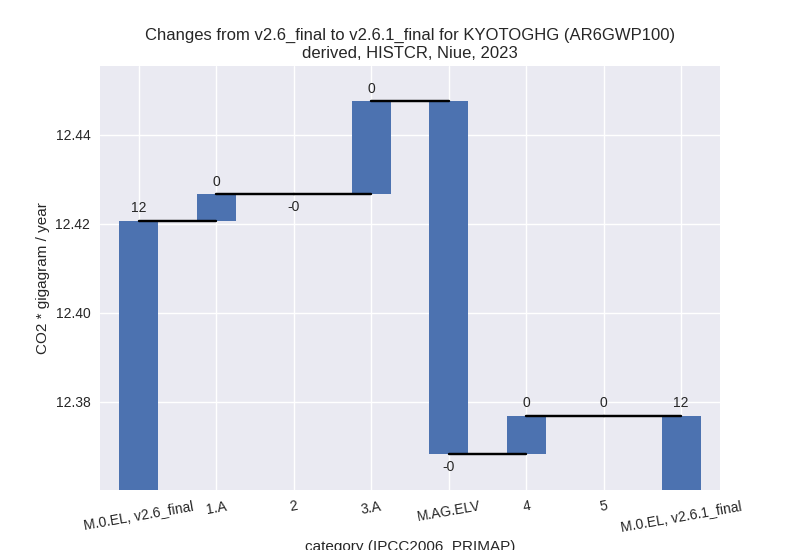 Changes from v2.6_final to v2.6.1_final for KYOTOGHG (AR6GWP100)
derived, HISTCR, Niue, 2023
0
12.44
0
12
-0
12.42
CO2 * gigagram / year
12.40
12.38
0
0
12
-0
M.0.EL, v2.6_final
1.A
2
3.A
M.AG.ELV
4
5
M.0.EL, v2.6.1_final
category (IPCC2006_PRIMAP)